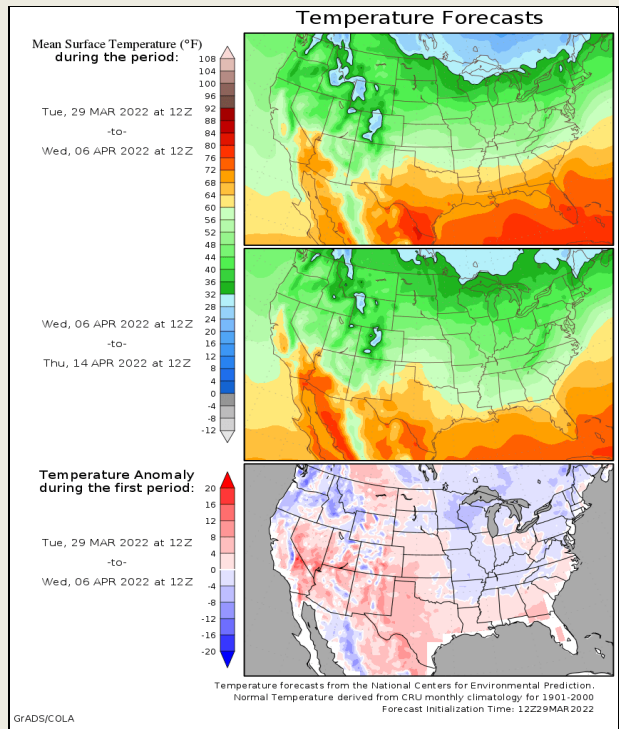 Temperature Forecasts
Mean Surface Temperature (°F)
during the period:
108
104
100
96
92
88
84
80
76
72
68
64
60
56
52
48
44
40
36
32
28
24
20
16
12
8
4
0
-4
-8
-12
Tue, 29 MAR 2022 at 12Z
-to-
Wed, 06 APR 2022 at 12Z
Wed, 06 APR 2022 at 12Z
-to-
Thu, 14 APR 2022 at 12Z
Temperature Anomaly
during the first period:
20
16
12
8
4
0
-4
-8
-12
-16
-20
Tue, 29 MAR 2022 at 12Z
-to-
Wed, 06 APR 2022 at 12Z
Temperature forecasts from the National Centers for Environmental Prediction.
Normal Temperature derived from CRU monthly climatology for 1901-2000
Forecast Initialization Time: 12Z29MAR2022
GrADS/COLA